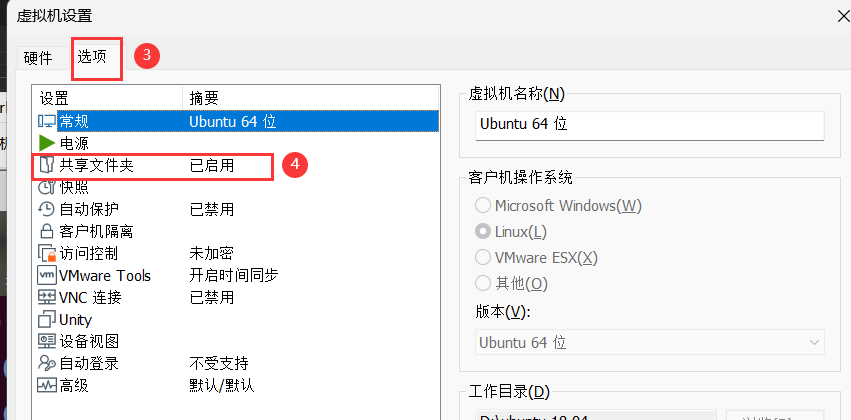 虚拟机设置
硬件 选项 3
设置 摘要
常规 Ubuntu 64 位
电源
共享文件夹 已启用 4
快照
自动保护 已禁用
客户机隔离
访问控制 未加密
VMware Tools 开启时间同步
VNC 连接 已禁用
Unity
设备视图
自动登录 不受支持
高级 默认/默认
虚拟机名称(N)
Ubuntu 64 位
客户机操作系统
Microsoft Windows(W)
Linux(L)
VMware ESX(X)
其他(O)
版本(V):
Ubuntu 64 位
工作目录(D)